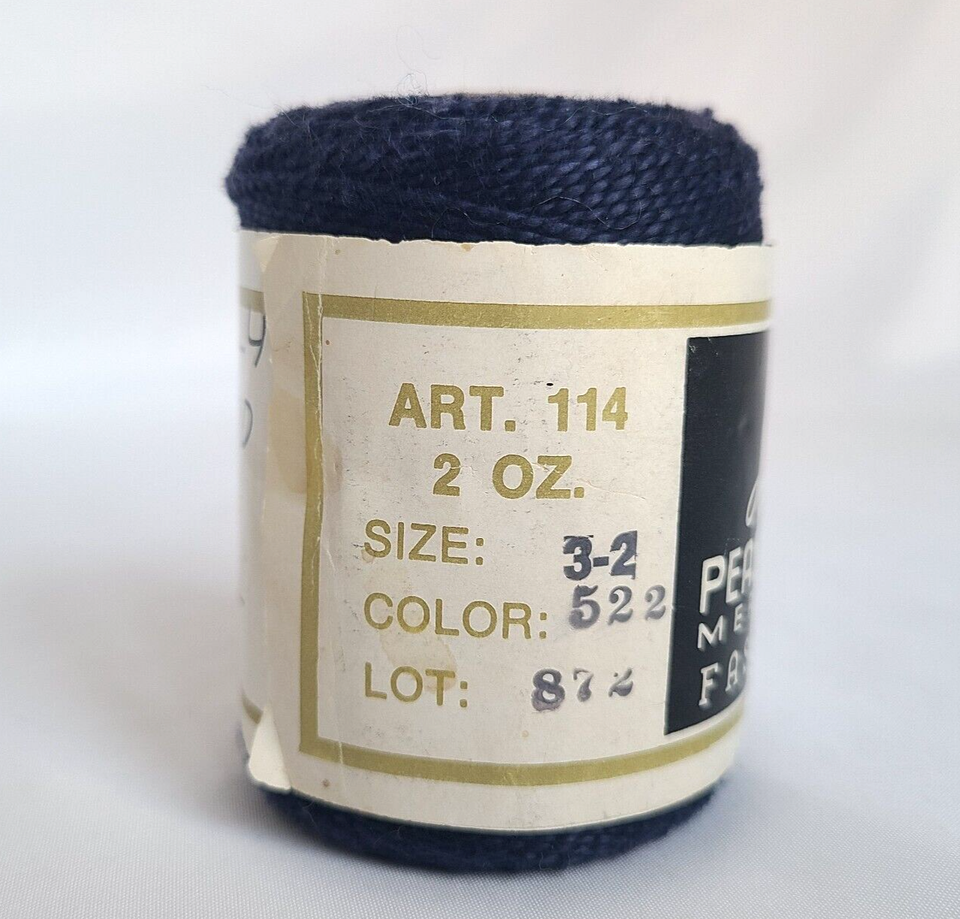 ART. 114
2 OZ.
SIZE: 3-2
COLOR: 522
LOT: 872